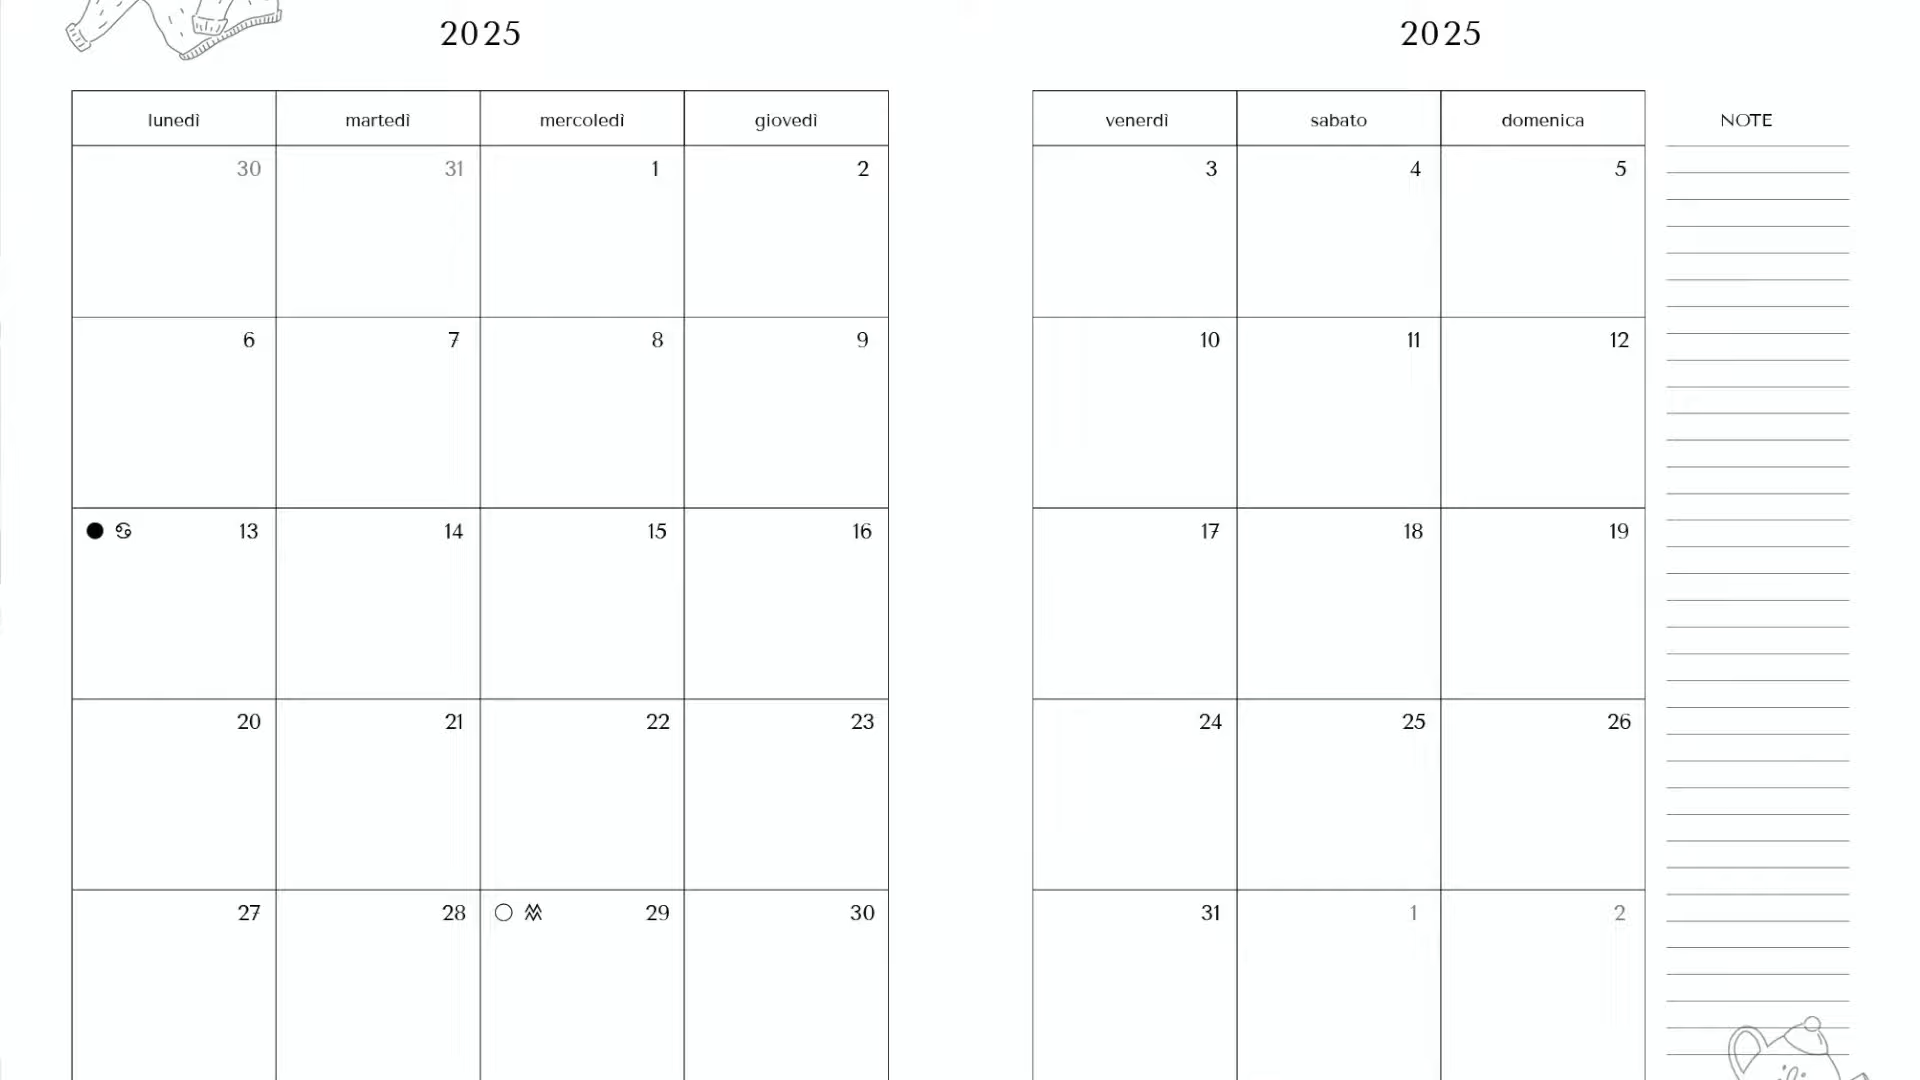 2025
2025
lunedì martedì mercoledì giovedì venerdì sabato domenica NOTE
30 31 1 2 3 4 5
6 7 8 9 10 11 12
● ♋ 13 14 15 16 17 18 19
20 21 22 23 24 25 26
27 28 ○ ♒ 29 30 31 1 2